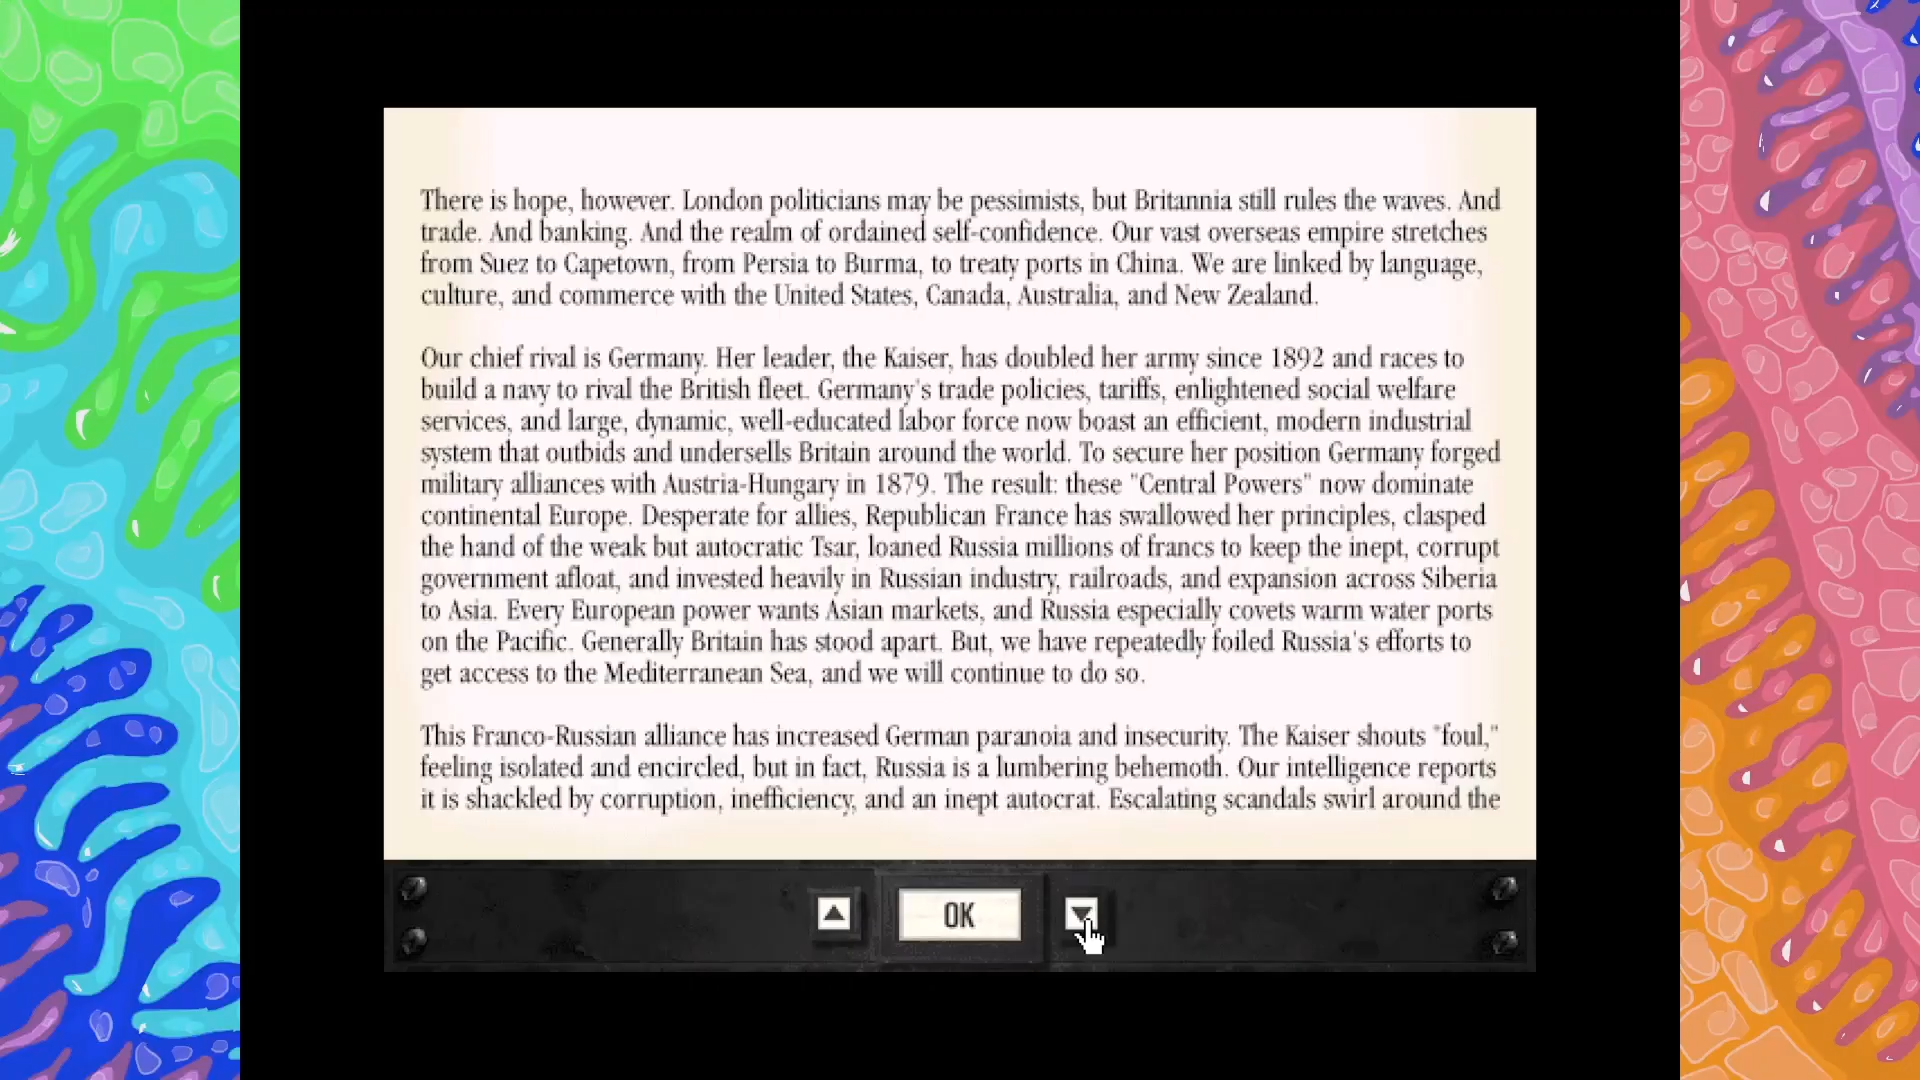 There is hope, however. London politicians may be pessimists, but Britannia still rules the waves. And
trade. And banking. And the realm of ordained self-confidence. Our vast overseas empire stretches
from Suez to Capetown, from Persia to Burma, to treaty ports in China. We are linked by language,
culture, and commerce with the United States, Canada, Australia, and New Zealand.
Our chief rival is Germany. Her leader, the Kaiser, has doubled her army since 1892 and races to
build a navy to rival the British fleet. Germany's trade policies, tariffs, enlightened social welfare
services, and large, dynamic, well-educated labor force now boast an efficient, modern industrial
system that outbids and undersells Britain around the world. To secure her position Germany forged
military alliances with Austria-Hungary in 1879. The result: these "Central Powers" now dominate
continental Europe. Desperate for allies, Republican France has swallowed her principles, clasped
the hand of the weak but autocratic Tsar, loaned Russia millions of francs to keep the inept, corrupt
government afloat, and invested heavily in Russian industry, railroads, and expansion across Siberia
to Asia. Every European power wants Asian markets, and Russia especially covets warm water ports
on the Pacific. Generally Britain has stood apart. But, we have repeatedly foiled Russia's efforts to
get access to the Mediterranean Sea, and we will continue to do so.
This Franco-Russian alliance has increased German paranoia and insecurity. The Kaiser shouts "foul,"
feeling isolated and encircled, but in fact, Russia is a lumbering behemoth. Our intelligence reports
it is shackled by corruption, inefficiency, and an inept autocrat. Escalating scandals swirl around the
OK